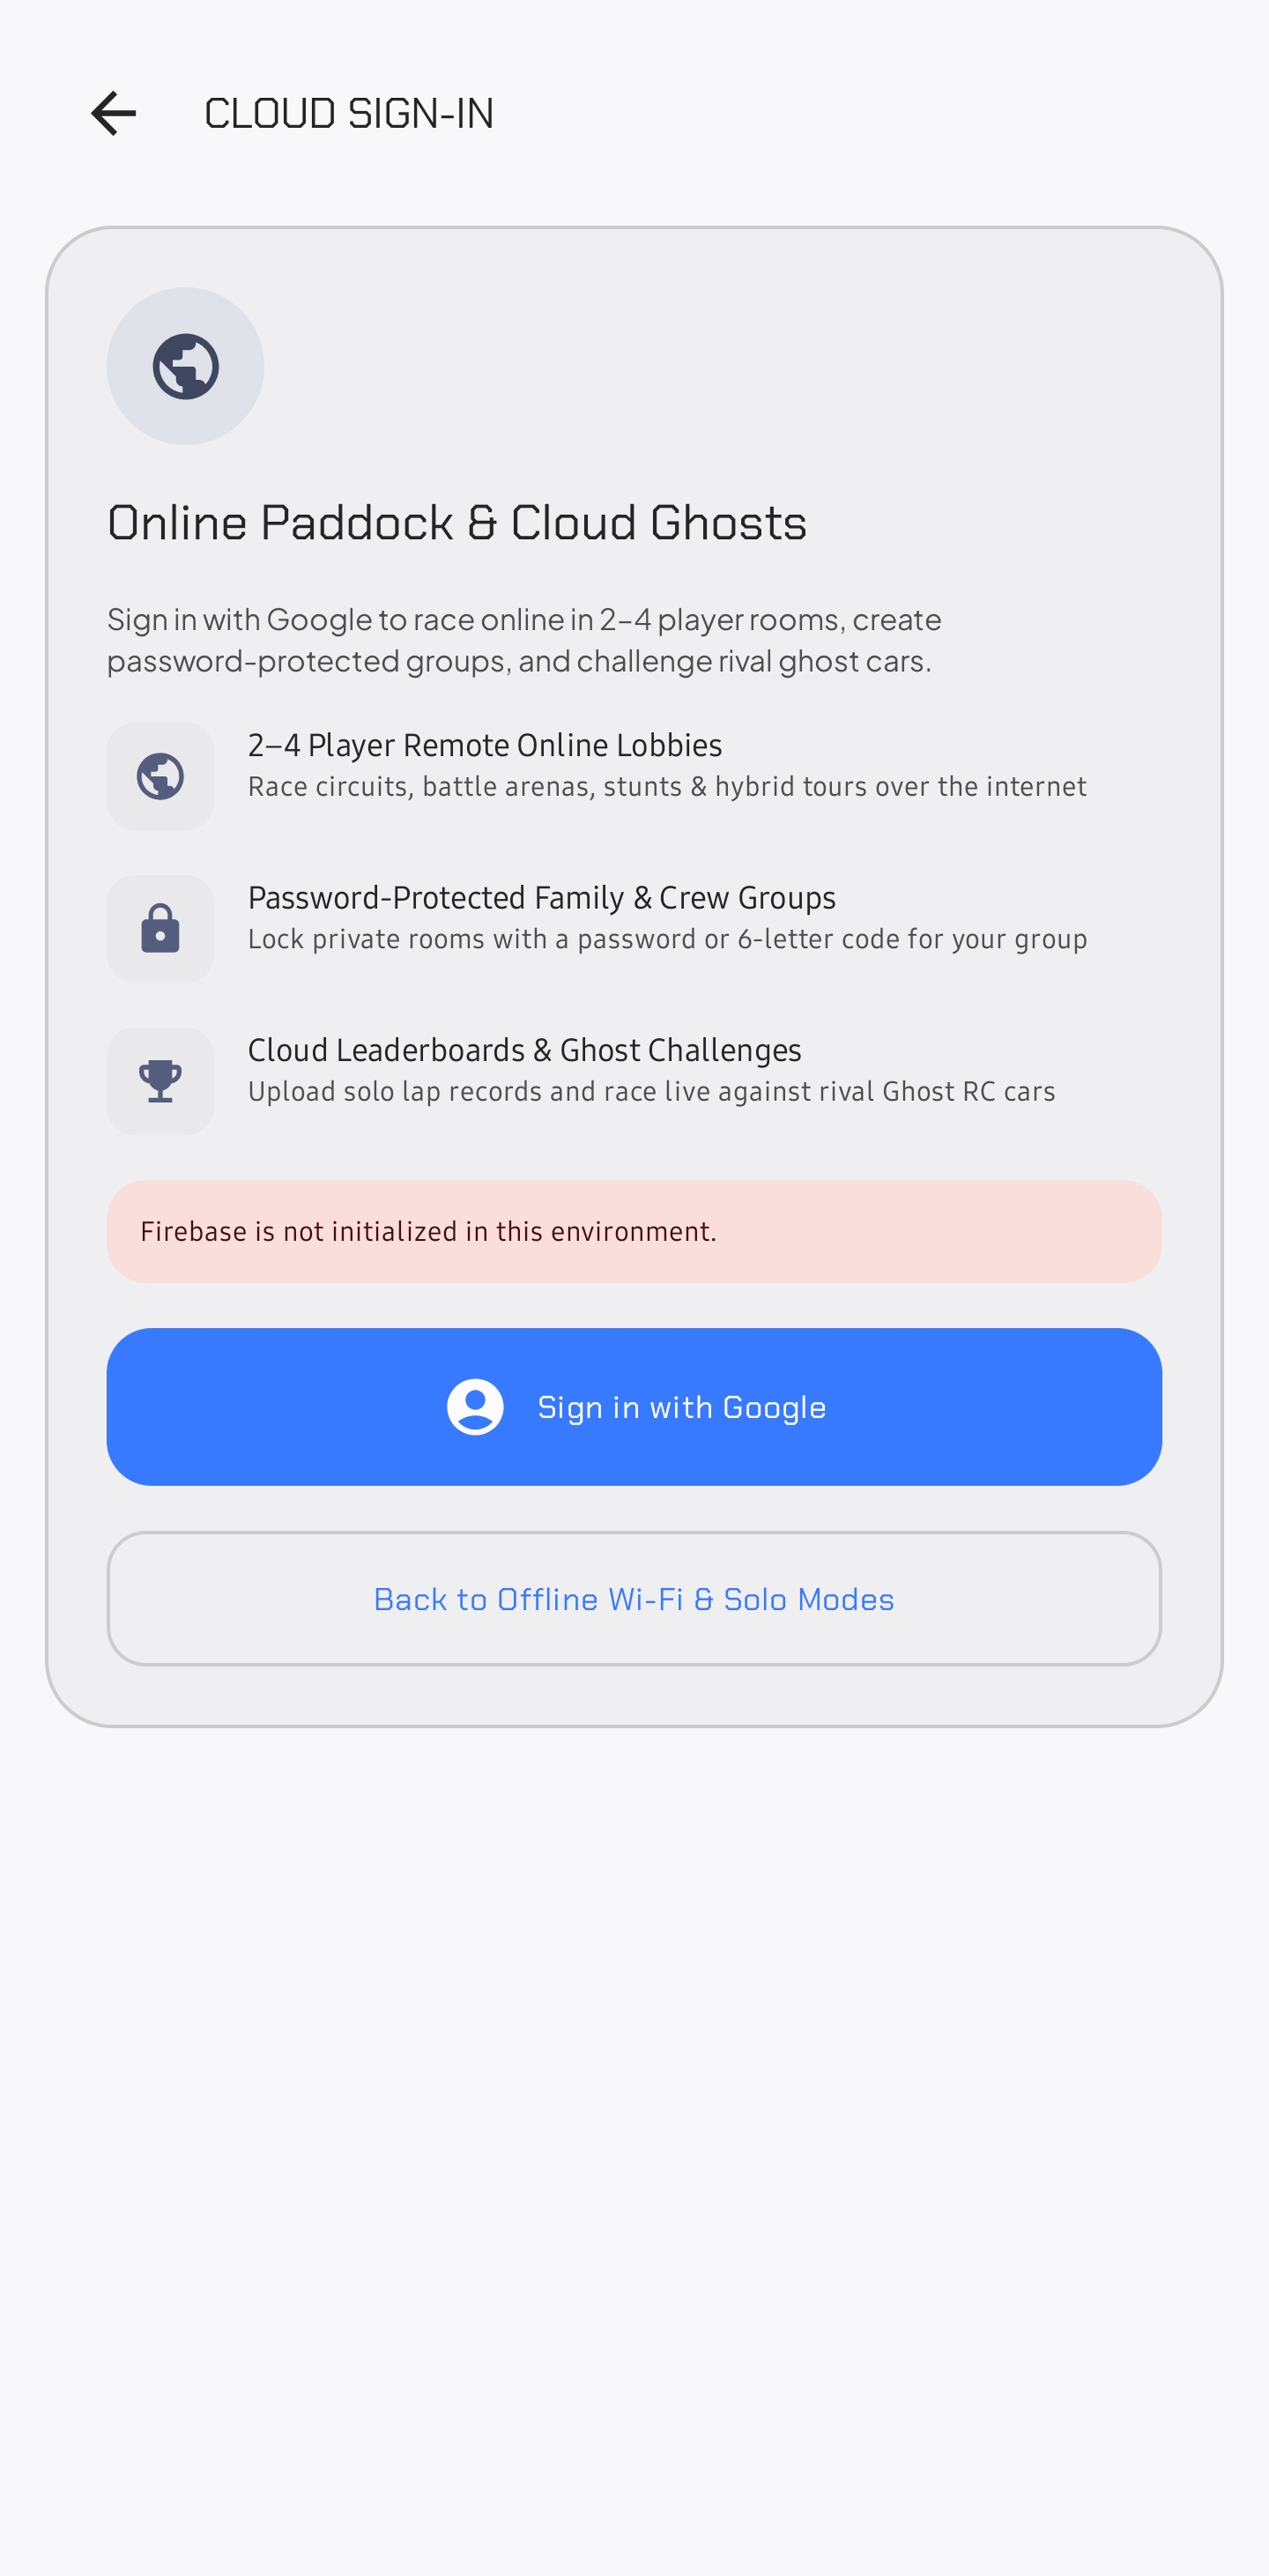 CLOUD SIGN-IN
Online Paddock & Cloud Ghosts
Sign in with Google to race online in 2–4 player rooms, create
password-protected groups, and challenge rival ghost cars.
2–4 Player Remote Online Lobbies
Race circuits, battle arenas, stunts & hybrid tours over the internet
Password-Protected Family & Crew Groups
Lock private rooms with a password or 6-letter code for your group
Cloud Leaderboards & Ghost Challenges
Upload solo lap records and race live against rival Ghost RC cars
Firebase is not initialized in this environment.
Sign in with Google
Back to Offline Wi-Fi & Solo Modes